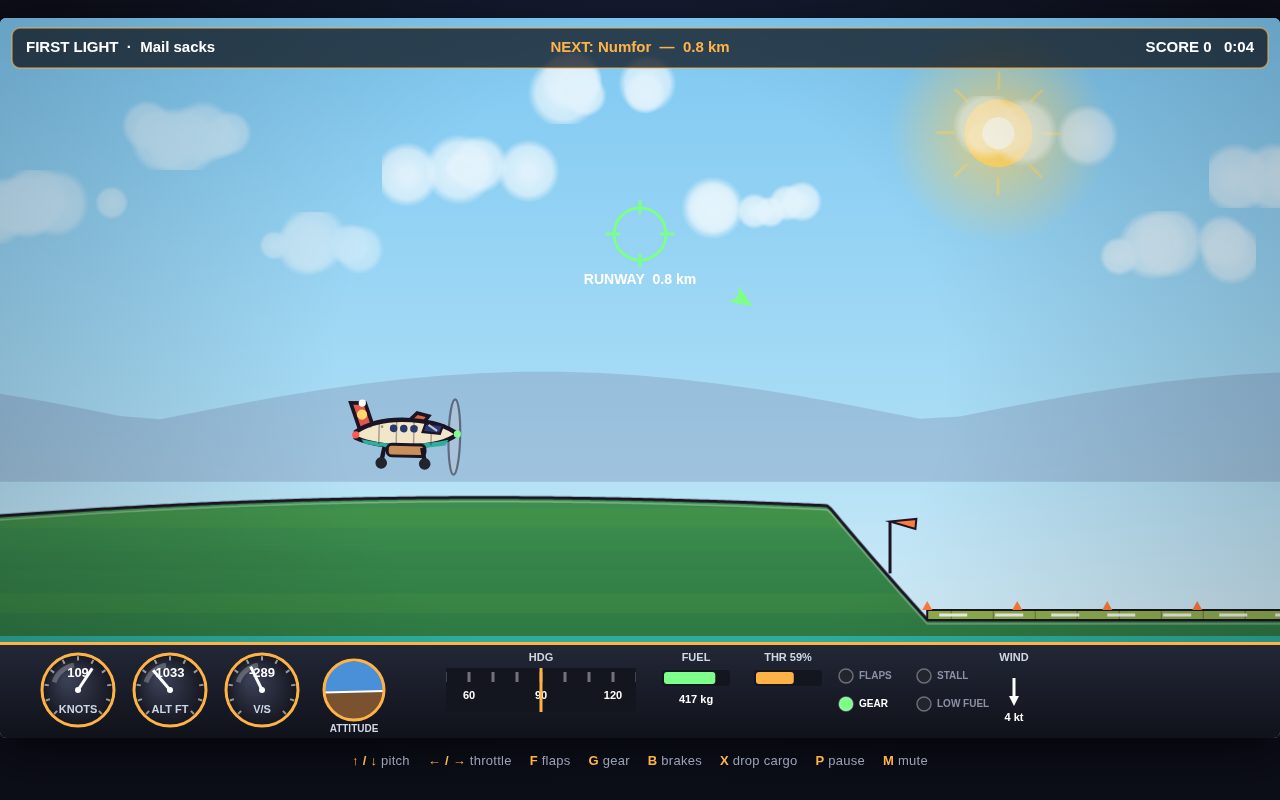 FIRST LIGHT · Mail sacks
NEXT: Numfor — 0.8 km
SCORE 0 0:04
RUNWAY 0.8 km
109
KNOTS
1033
ALT FT
V/S
ATTITUDE
HDG
60 90 120
FUEL
417 kg
THR 59%
FLAPS
STALL
GEAR
LOW FUEL
WIND
4 kt
↑ / ↓ pitch ← / → throttle F flaps G gear B brakes X drop cargo P pause M mute